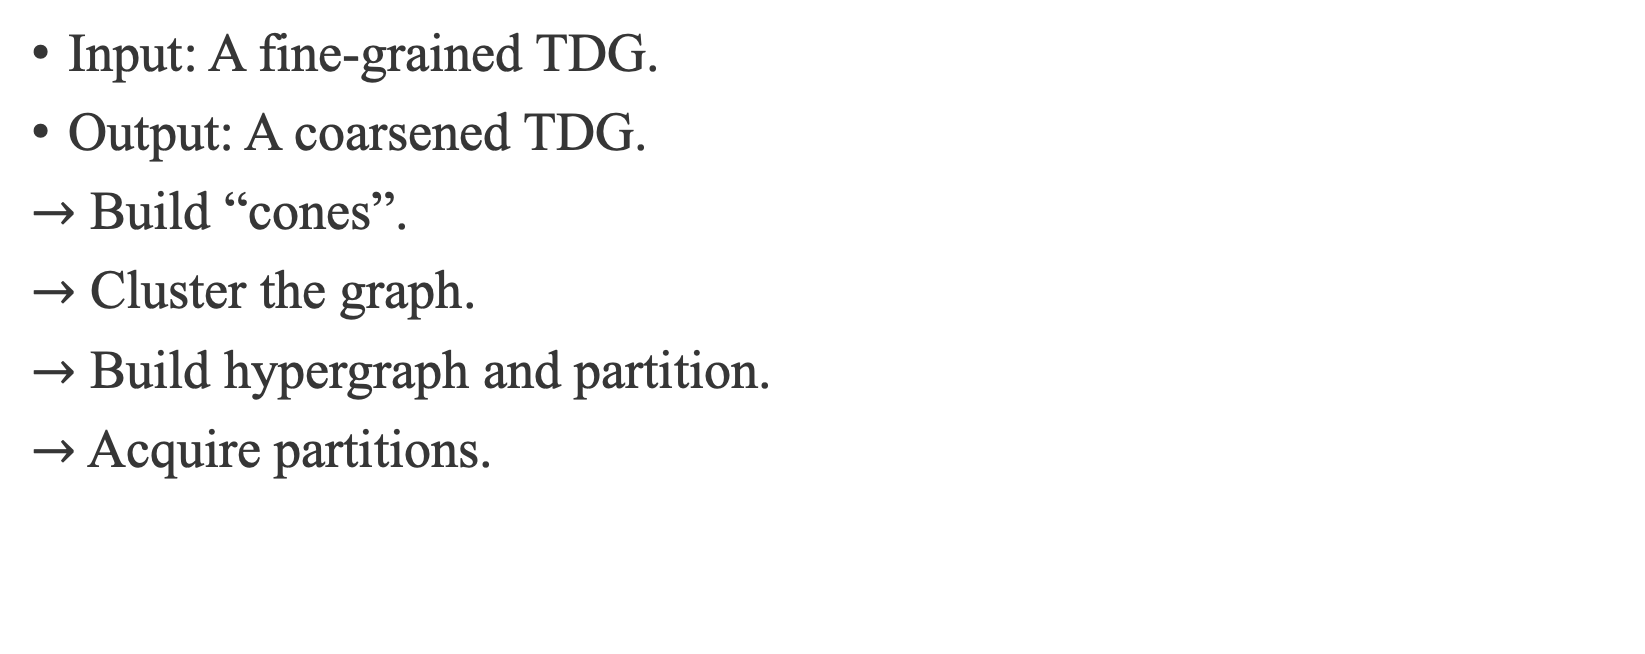 • Input: A fine-grained TDG.
• Output: A coarsened TDG.
→ Build “cones”.
→ Cluster the graph.
→ Build hypergraph and partition.
→ Acquire partitions.